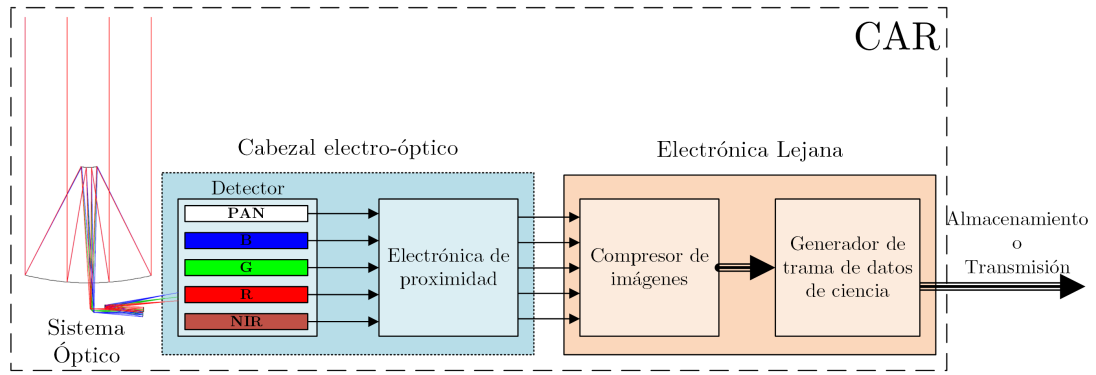 CAR
Cabezal electro-óptico
Electrónica Lejana
Detector
PAN
B
G
R
NIR
Electrónica de
proximidad
Compresor de
imágenes
Generador de
trama de datos
de ciencia
Almacenamiento
o
Transmisión
Sistema
Óptico